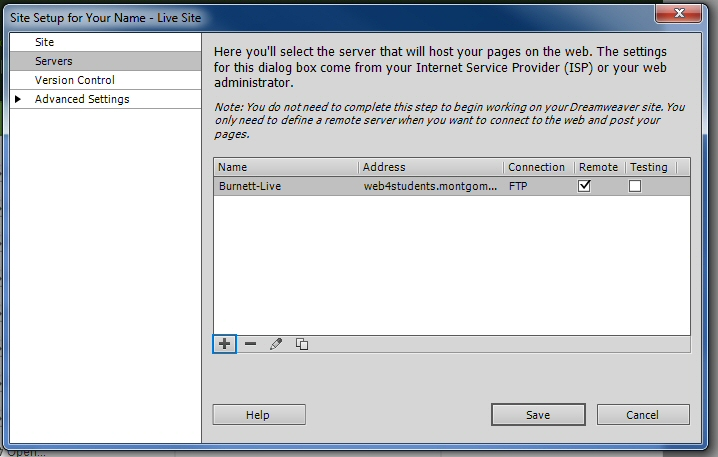 Site Setup for Your Name - Live Site
Site
Servers
Version Control
Advanced Settings
Here you'll select the server that will host your pages on the web. The settings
for this dialog box come from your Internet Service Provider (ISP) or your web
administrator.
Note: You do not need to complete this step to begin working on your Dreamweaver site. You
only need to define a remote server when you want to connect to the web and post your
pages.
Name Address Connection Remote Testing
Burnett-Live web4students.montgom... FTP
Help Save Cancel
Open...